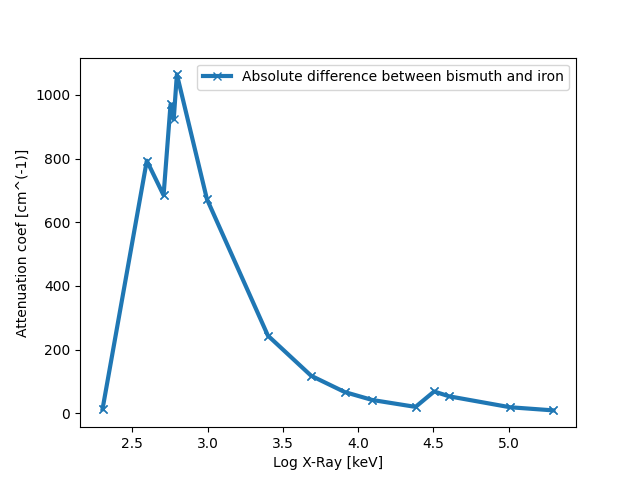 Absolute difference between bismuth and iron
Attenuation coef [cm^(-1)]
1000
800
600
400
200
0
2.5 3.0 3.5 4.0 4.5 5.0
Log X-Ray [keV]